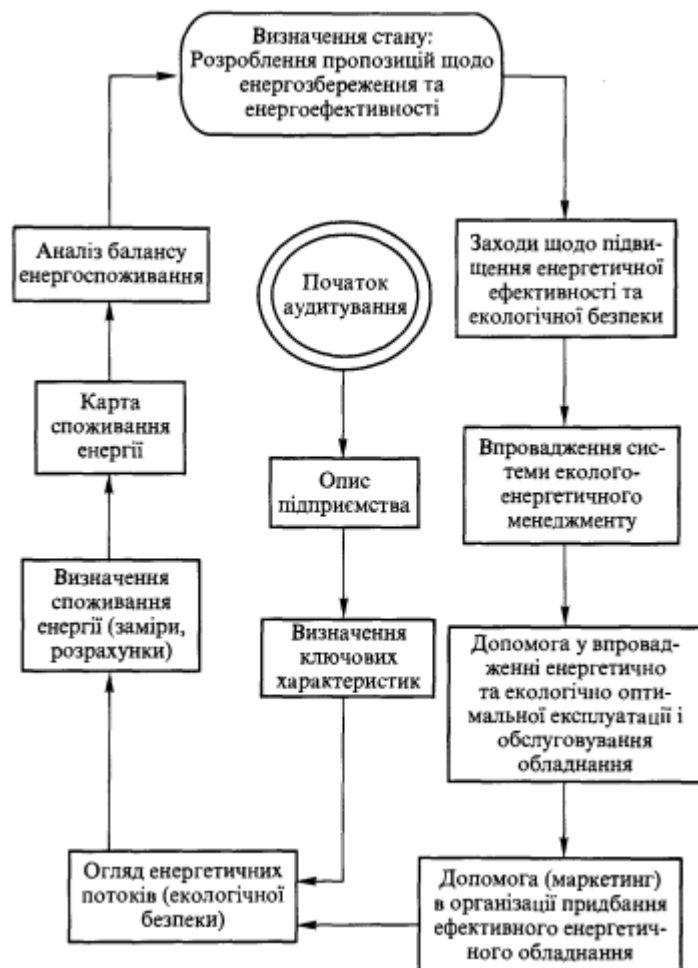 Визначення стану:
Розроблення пропозицій щодо
енергозбереження та
енергоефективності
Аналіз балансу
енергоспоживання
Початок
аудитування
Заходи щодо підви-
щення енергетичної
ефективності та
екологічної безпеки
Карта
споживання
енергії
Опис
підприємства
Впровадження сис-
теми еколого-
енергетичного
менеджменту
Визначення
споживання
енергії (заміри,
розрахунки)
Визначення
ключових
характеристик
Допомога у впровад-
женні енергетично
та екологічно опти-
мальної експлуатації і
обслуговування
обладнання
Огляд енергетичних
потоків (екологічної
безпеки)
Допомога (маркетинг)
в організації придбання
ефективного енергетич-
ного обладнання